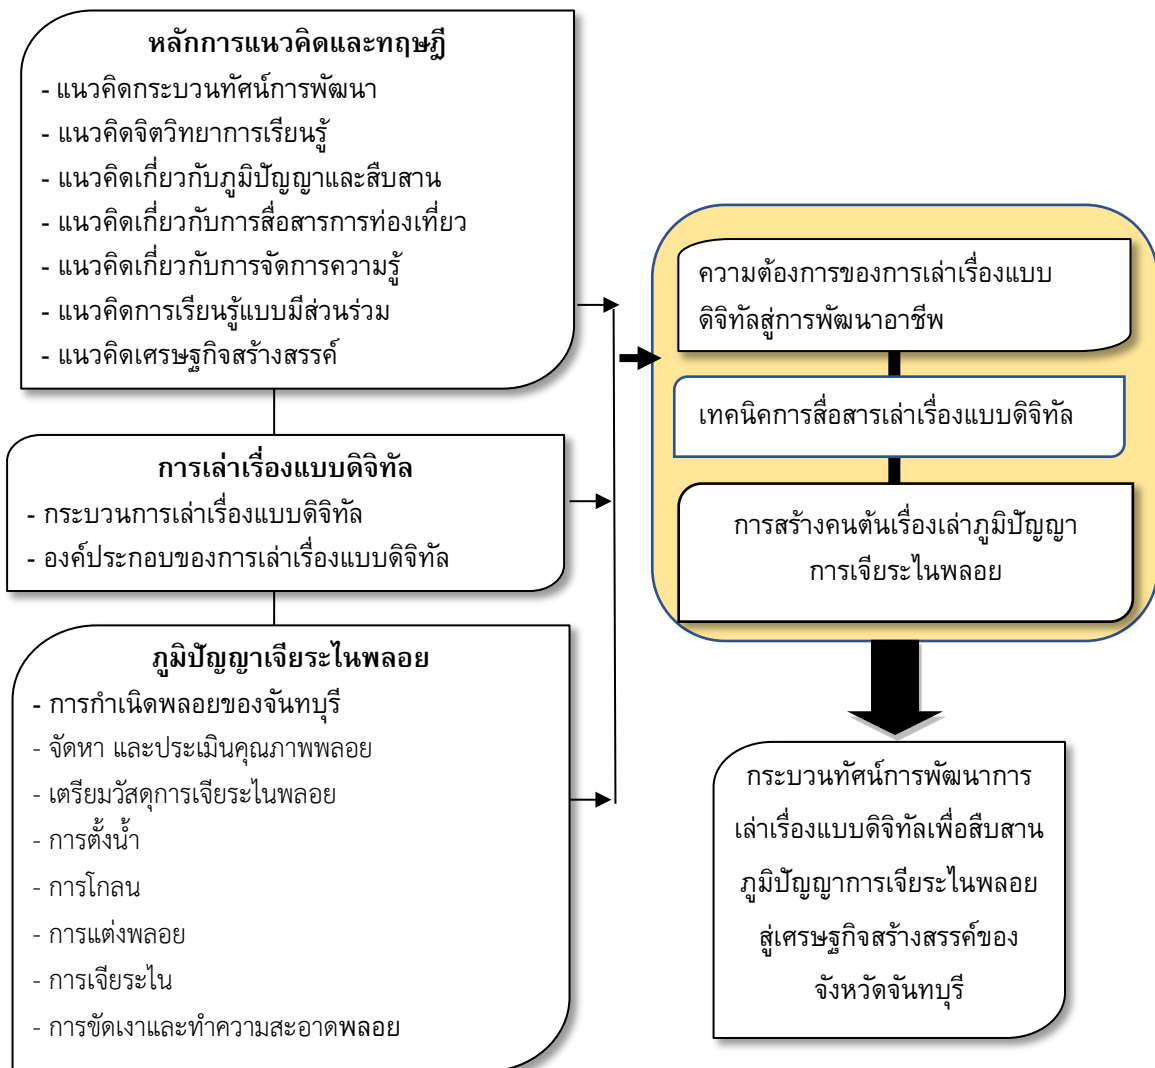 หลักการแนวคิดและทฤษฎี
- แนวคิดกระบวนทัศน์การพัฒนา
- แนวคิดจิตวิทยาการเรียนรู้
- แนวคิดเกี่ยวกับภูมิปัญญาและสืบสาน
- แนวคิดเกี่ยวกับการสื่อสารการท่องเที่ยว
- แนวคิดเกี่ยวกับการจัดการความรู้
- แนวคิดการเรียนรู้แบบมีส่วนร่วม
- แนวคิดเศรษฐกิจสร้างสรรค์
การเล่าเรื่องแบบดิจิทัล
- กระบวนการเล่าเรื่องแบบดิจิทัล
- องค์ประกอบของการเล่าเรื่องแบบดิจิทัล
ภูมิปัญญาเจียระไนพลอย
- การกำเนิดพลอยของจันทบุรี
- จัดหา และประเมินคุณภาพพลอย
- เตรียมวัสดุการเจียระไนพลอย
- การตั้งน้ำ
- การโกลน
- การแต่งพลอย
- การเจียระไน
- การขัดเงาและทำความสะอาดพลอย
ความต้องการของการเล่าเรื่องแบบ
ดิจิทัลสู่การพัฒนาอาชีพ
เทคนิคการสื่อสารเล่าเรื่องแบบดิจิทัล
การสร้างคนต้นเรื่องเล่าภูมิปัญญา
การเจียระไนพลอย
กระบวนทัศน์การพัฒนาการ
เล่าเรื่องแบบดิจิทัลเพื่อสืบสาน
ภูมิปัญญาการเจียระไนพลอย
สู่เศรษฐกิจสร้างสรรค์ของ
จังหวัดจันทบุรี